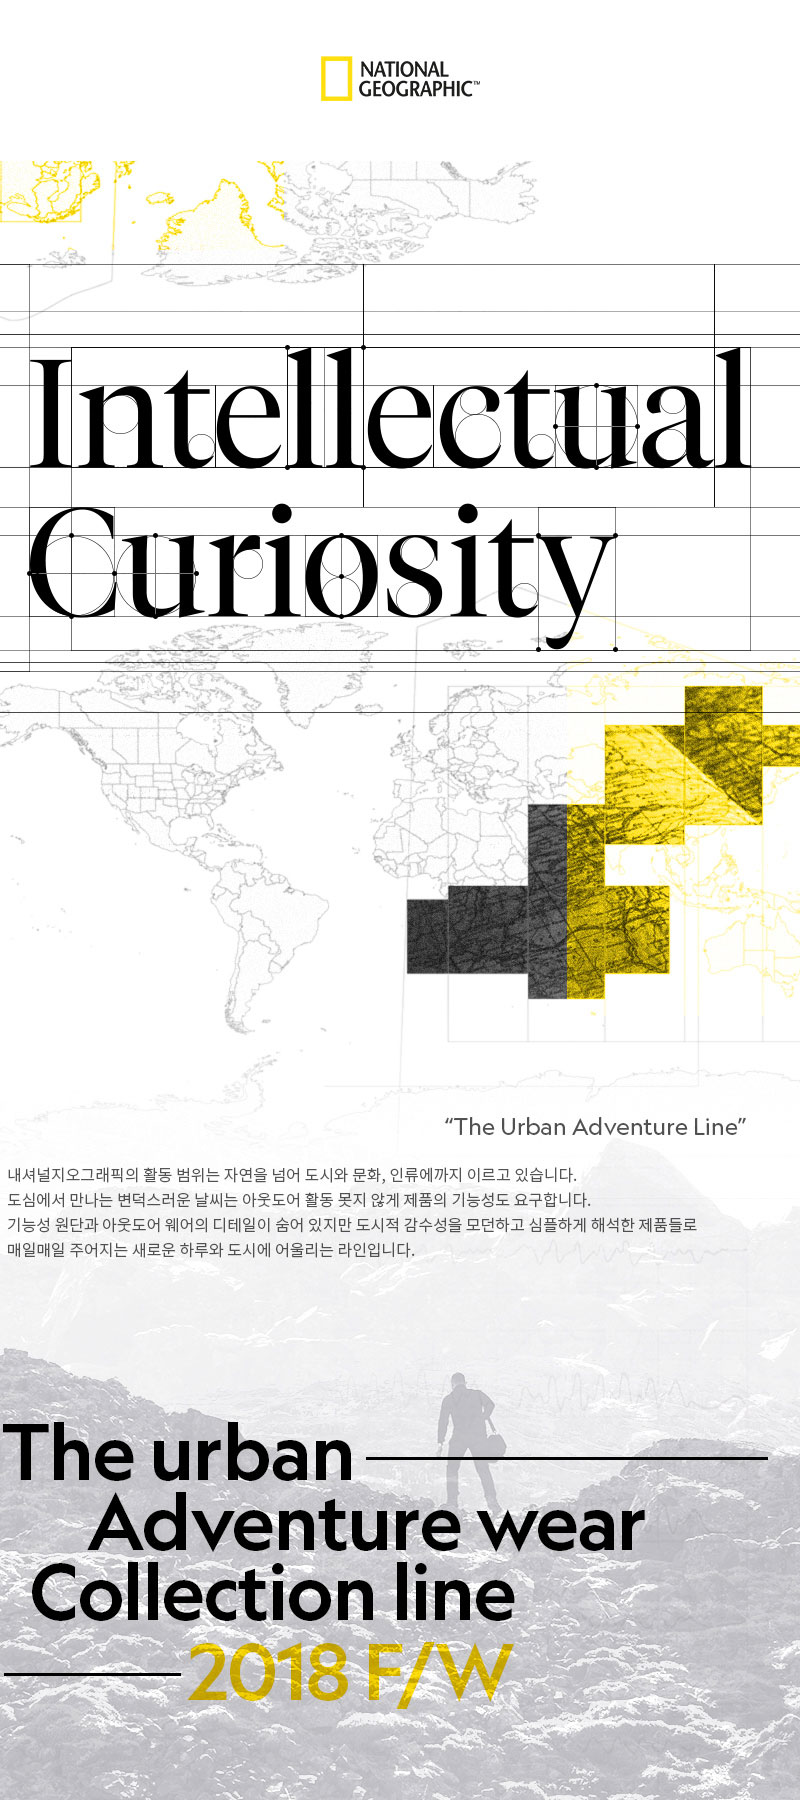 NATIONAL
GEOGRAPHIC™
Intellectual
Curiosity
“The Urban Adventure Line”
내셔널지오그래픽의 활동 범위는 자연을 넘어 도시와 문화, 인류에까지 이르고 있습니다.
도심에서 만나는 변덕스러운 날씨는 아웃도어 활동 못지 않게 제품의 기능성도 요구합니다.
기능성 원단과 아웃도어 웨어의 디테일이 숨어 있지만 도시적 감수성을 모던하고 심플하게 해석한 제품들로
매일매일 주어지는 새로운 하루와 도시에 어울리는 라인입니다.
The urban
Adventure wear
Collection line
2018 F/W